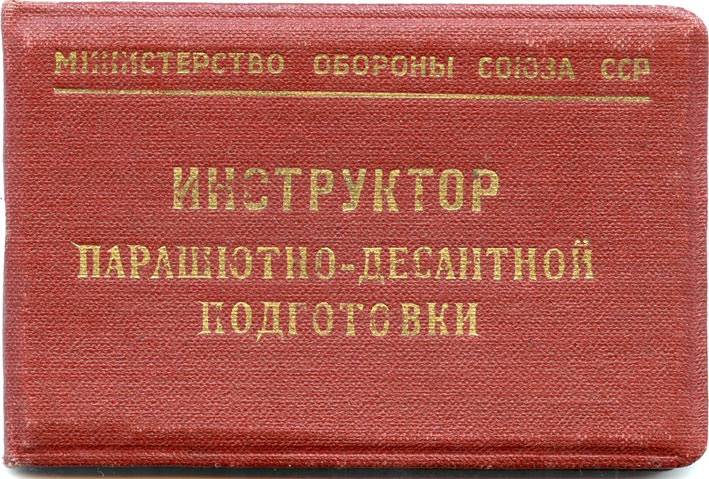 МИНИСТЕРСТВО ОБОРОНЫ СОЮЗА ССР
ИНСТРУКТОР
ПАРАШЮТНО-ДЕСАНТНОЙ
ПОДГОТОВКИ